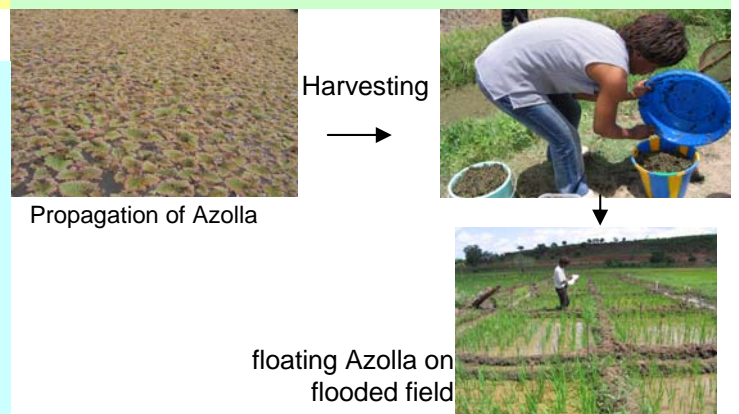 Harvesting
Propagation of Azolla
floating Azolla on
flooded field